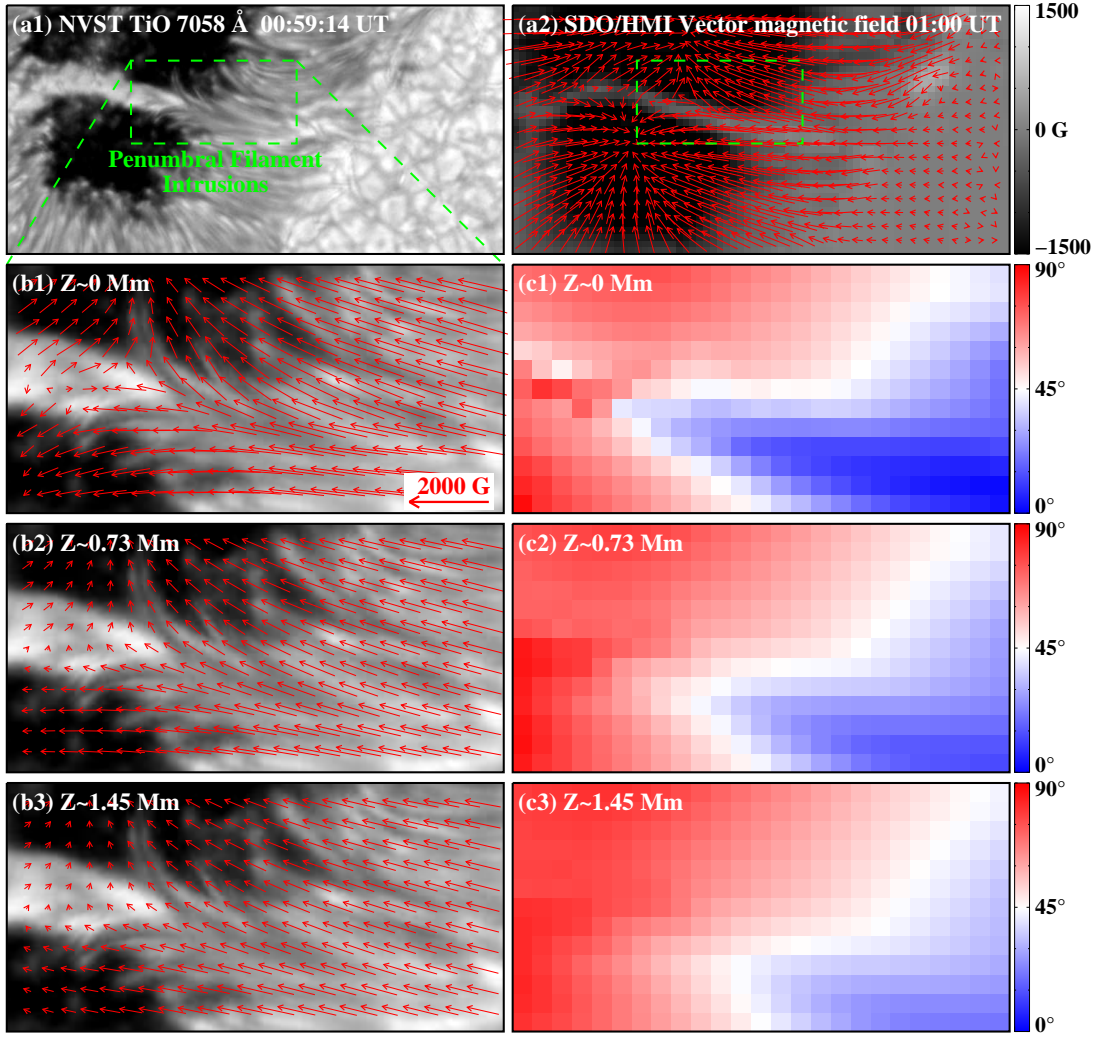 (a1) NVST TiO 7058 Å 00:59:14 UT
(a2) SDO/HMI Vector magnetic field 01:00 UT
1500
0 G
−1500
Penumbral Filament
Intrusions
(b1) Z~0 Mm
2000 G
(c1) Z~0 Mm
90°
45°
0°
(b2) Z~0.73 Mm
(c2) Z~0.73 Mm
90°
45°
0°
(b3) Z~1.45 Mm
(c3) Z~1.45 Mm
90°
45°
0°